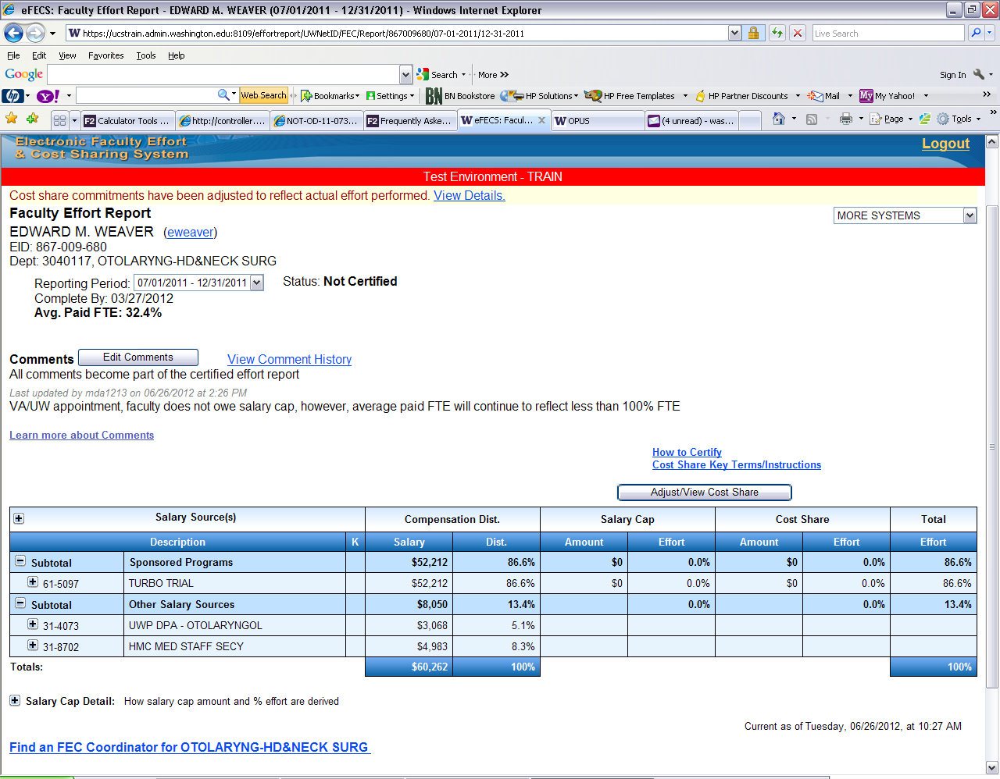 eFECS: Faculty Effort Report - EDWARD M. WEAVER (07/01/2011 - 12/31/2011) - Windows Internet Explorer
https://ucstrain.admin.washington.edu:8109/effortreport/UWNetID/FEC/Report/867009680/07-01-2011/12-31-2011
Live Search
File Edit View Favorites Tools Help
Google Search More >> Sign In
hp Y! Web Search Bookmarks Settings BN BN Bookstore HP Solutions HP Free Templates HP Partner Discounts Mail My My Yahoo! >>
F2 Calculator Tools ... http://controller.... NOT-OD-11-073... F2 Frequently Aske... W eFECS: Facul... X W OPUS (4 unread) - was... Page Tools >>
Electronic Faculty Effort
& Cost Sharing System
Logout
Test Environment - TRAIN
Cost share commitments have been adjusted to reflect actual effort performed. View Details.
Faculty Effort Report
MORE SYSTEMS
EDWARD M. WEAVER (eweaver)
EID: 867-009-680
Dept: 3040117, OTOLARYNG-HD&NECK SURG
Reporting Period: 07/01/2011 - 12/31/2011 Status: Not Certified
Complete By: 03/27/2012
Avg. Paid FTE: 32.4%
Comments Edit Comments View Comment History
All comments become part of the certified effort report
Last updated by mda1213 on 06/26/2012 at 2:26 PM
VA/UW appointment, faculty does not owe salary cap, however, average paid FTE will continue to reflect less than 100% FTE
Learn more about Comments
How to Certify
Cost Share Key Terms/Instructions
Adjust/View Cost Share
Salary Source(s) Compensation Dist. Salary Cap Cost Share Total
Description K Salary Dist. Amount Effort Amount Effort Effort
Subtotal Sponsored Programs $52,212 86.6% $0 0.0% $0 0.0% 86.6%
61-5097 TURBO TRIAL $52,212 86.6% $0 0.0% $0 0.0% 86.6%
Subtotal Other Salary Sources $8,050 13.4% 0.0% 0.0% 13.4%
31-4073 UWP DPA - OTOLARYNGOL $3,068 5.1%
31-8702 HMC MED STAFF SECY $4,983 8.3%
Totals: $60,262 100% 100%
Salary Cap Detail: How salary cap amount and % effort are derived
Current as of Tuesday, 06/26/2012, at 10:27 AM
Find an FEC Coordinator for OTOLARYNG-HD&NECK SURG